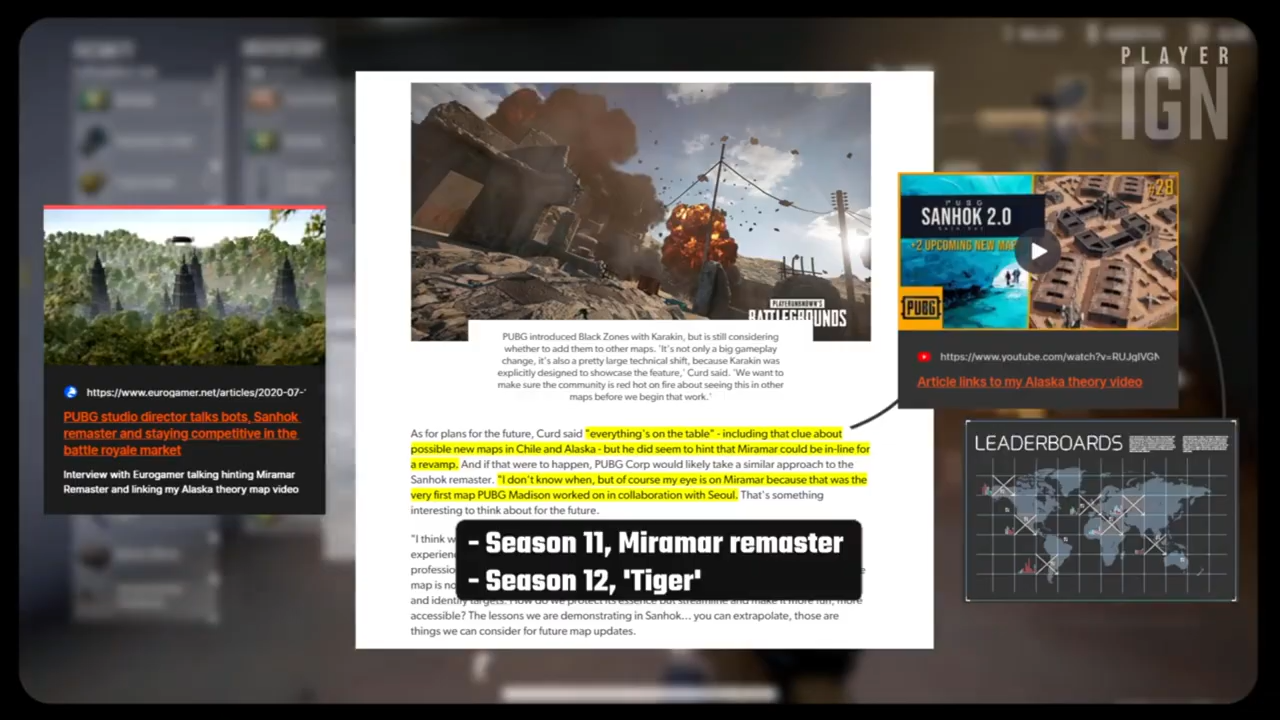 PLAYER
IGN
PLAYERUNKNOWN'S
BATTLEGROUNDS
PUBG introduced Black Zones with Karakin, but is still considering
whether to add them to other maps. 'It's not only a big gameplay
change, it's also a pretty large technical shift, because Karakin was
explicitly designed to showcase the feature,' Curd said. 'We want to
make sure the community is red hot on fire about seeing this in other
maps before we begin that work.'
As for plans for the future, Curd said "everything's on the table" - including that clue about
possible new maps in Chile and Alaska - but he did seem to hint that Miramar could be in-line for
a revamp. And if that were to happen, PUBG Corp would likely take a similar approach to the
Sanhok remaster. "I don't know when, but of course my eye is on Miramar because that was the
very first map PUBG Madison worked on in collaboration with Seoul." That's something
interesting to think about for the future.
"I think w
experien
profession
map is no
and identify targets. How do we protect its essence but streamline and make it more fun, more
accessible? The lessons we are demonstrating in Sanhok... you can extrapolate, those are
things we can consider for future map updates.
- Season 11, Miramar remaster
- Season 12, 'Tiger'
https://www.eurogamer.net/articles/2020-07-
PUBG studio director talks bots, Sanhok
remaster and staying competitive in the
battle royale market
Interview with Eurogamer talking hinting Miramar
Remaster and linking my Alaska theory map video
#28
PUBG
SANHOK 2.0
+2 UPCOMING NEW MAP
PUBG
https://www.youtube.com/watch?v=RUJglVGN
Article links to my Alaska theory video
LEADERBOARDS